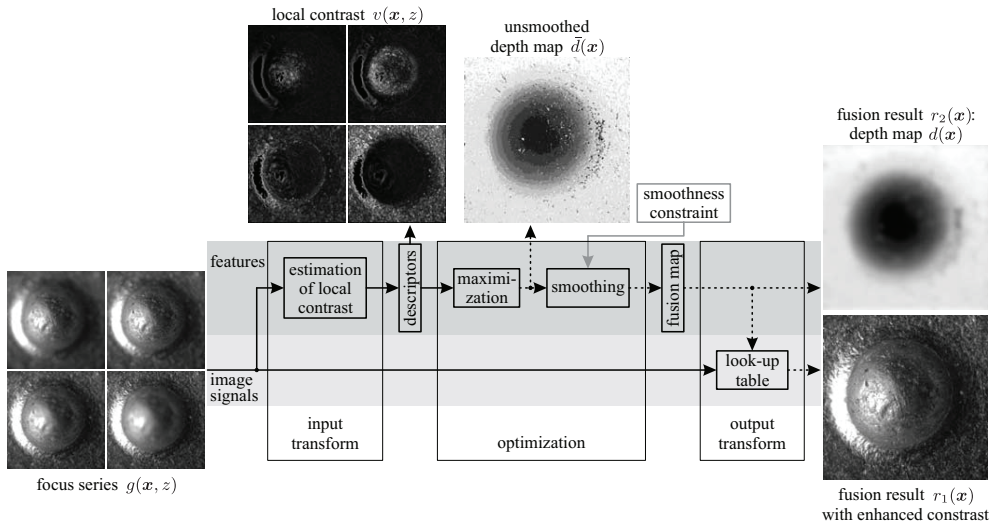 local contrast v(x, z)
unsmoothed
depth map d̄(x)
fusion result r₂(x):
depth map d(x)
smoothness
constraint
features
estimation
of local
contrast
descriptors
maximi-
zation
smoothing
fusion map
look-up
table
image
signals
input
transform
optimization
output
transform
focus series g(x, z)
fusion result r₁(x)
with enhanced constrast